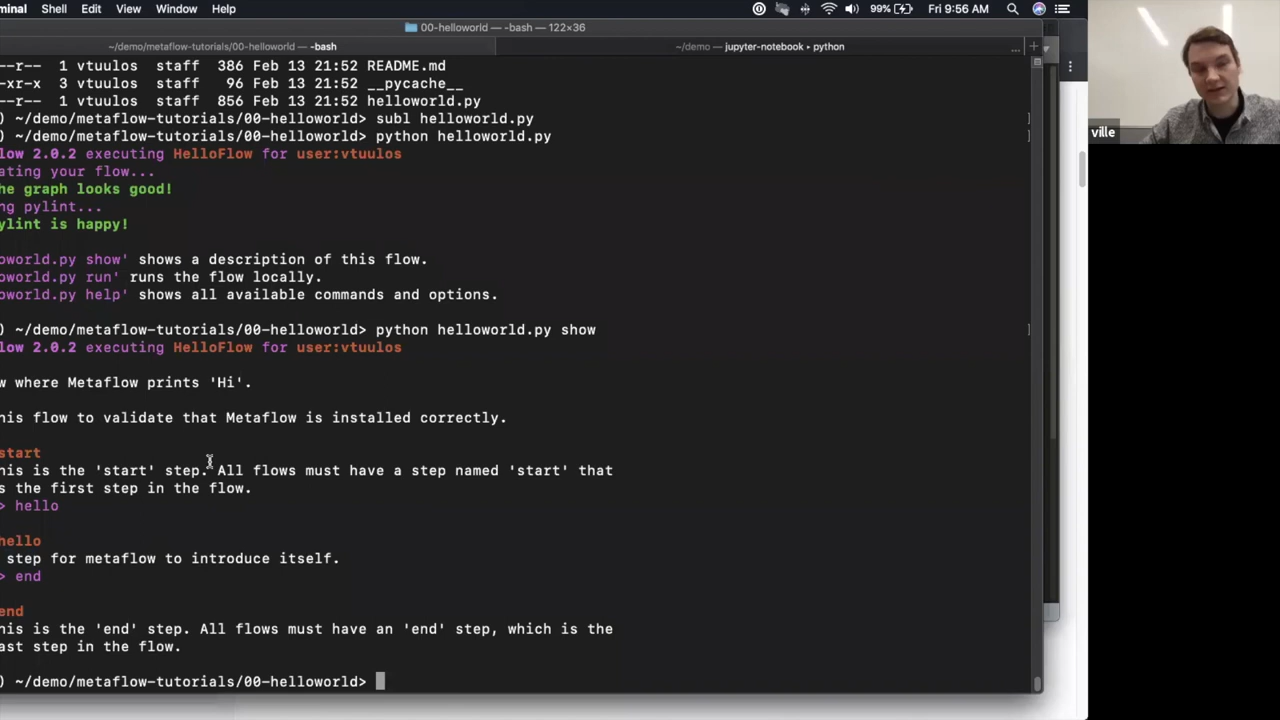 minal Shell Edit View Window Help 99% Fri 9:56 AM
00-helloworld — -bash — 122×36
~/demo/metaflow-tutorials/00-helloworld — -bash ~/demo — jupyter-notebook ▸ python ... +
--r-- 1 vtuulos staff 386 Feb 13 21:52 README.md
-xr-x 3 vtuulos staff 96 Feb 13 21:52 __pycache__
--r-- 1 vtuulos staff 856 Feb 13 21:52 helloworld.py
) ~/demo/metaflow-tutorials/00-helloworld> subl helloworld.py ]
) ~/demo/metaflow-tutorials/00-helloworld> python helloworld.py ]
low 2.0.2 executing HelloFlow for user:vtuulos
ating your flow...
he graph looks good!
ng pylint...
ylint is happy!
oworld.py show' shows a description of this flow.
oworld.py run' runs the flow locally.
oworld.py help' shows all available commands and options.
) ~/demo/metaflow-tutorials/00-helloworld> python helloworld.py show ]
low 2.0.2 executing HelloFlow for user:vtuulos
w where Metaflow prints 'Hi'.
his flow to validate that Metaflow is installed correctly.
start
his is the 'start' step. All flows must have a step named 'start' that
s the first step in the flow.
> hello
hello
step for metaflow to introduce itself.
> end
end
his is the 'end' step. All flows must have an 'end' step, which is the
ast step in the flow.
) ~/demo/metaflow-tutorials/00-helloworld>
ville